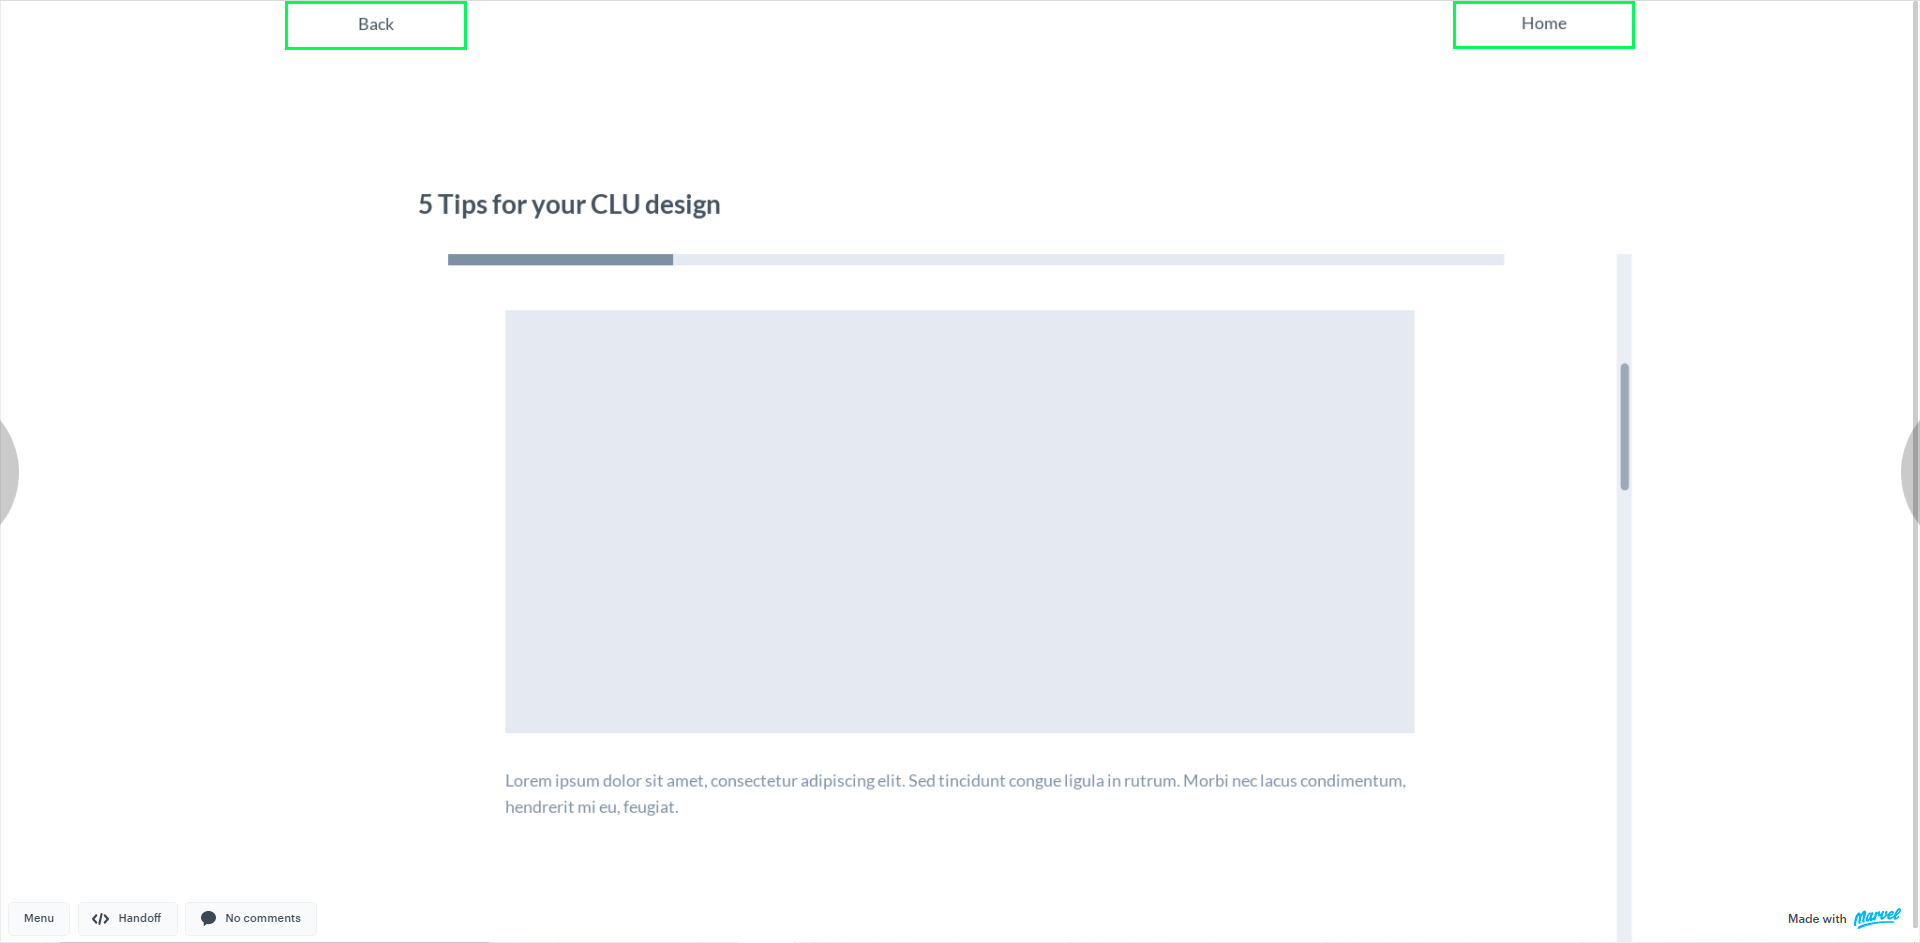 Back
Home
5 Tips for your CLU design
Lorem ipsum dolor sit amet, consectetur adipiscing elit. Sed tincidunt congue ligula in rutrum. Morbi nec lacus condimentum,
hendrerit mi eu, feugiat.
Menu
</> Handoff
No comments
Made with Marvel